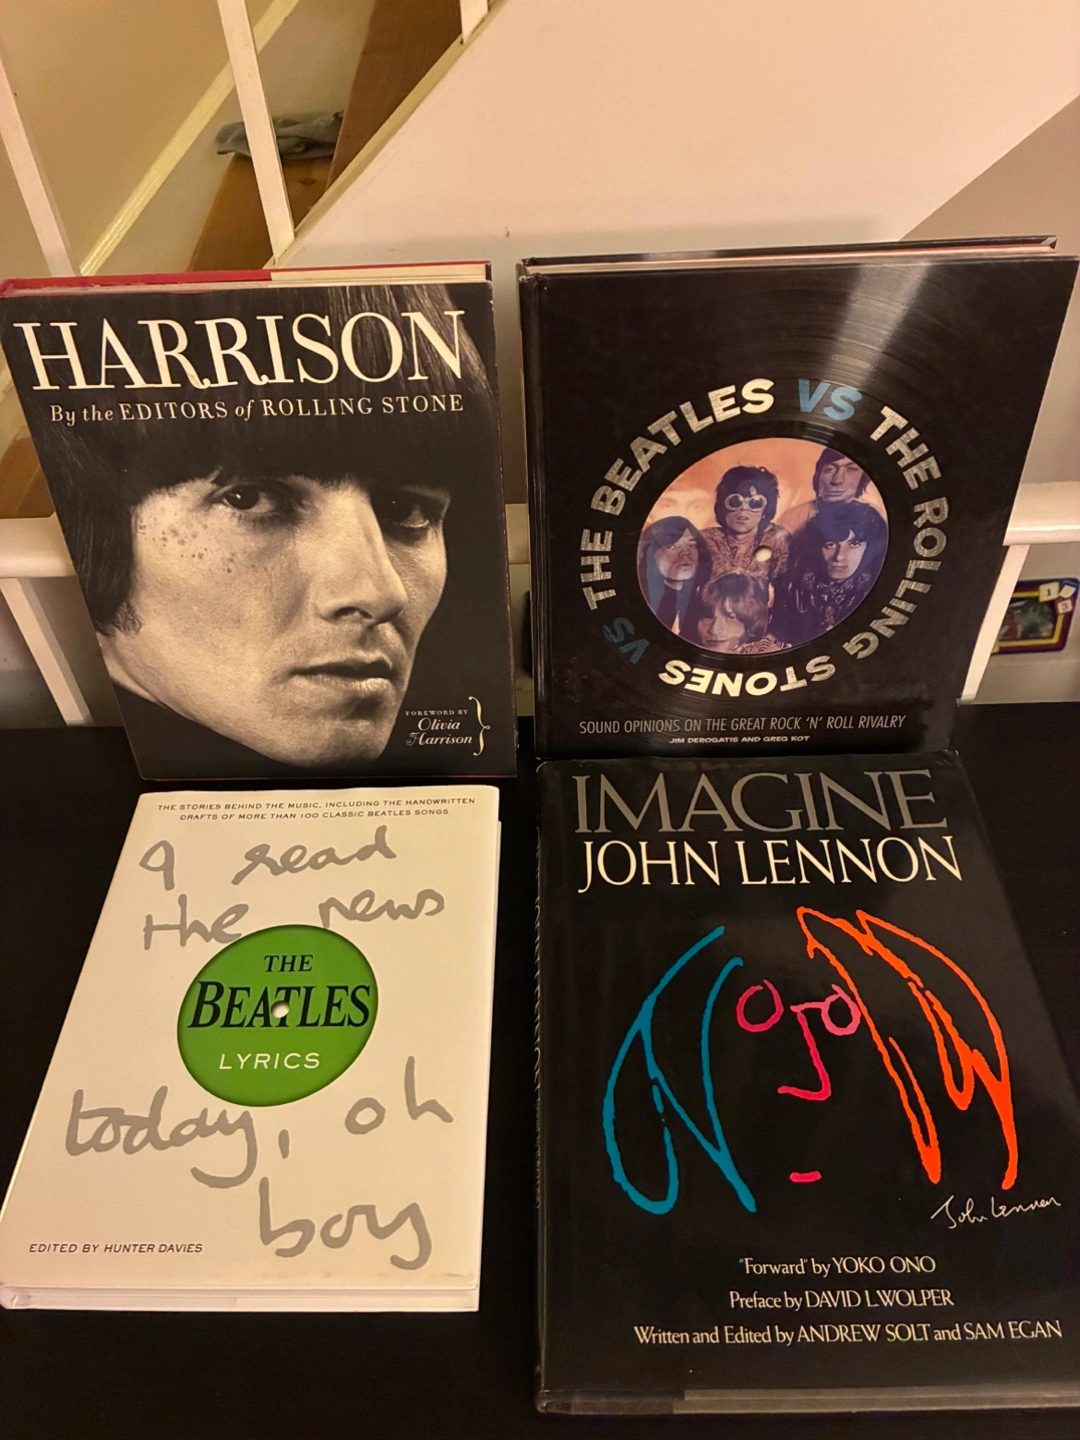 HARRISON
By the EDITORS of ROLLING STONE
FOREWORD BY
Olivia
Harrison
THE BEATLES VS THE ROLLING STONES VS
SOUND OPINIONS ON THE GREAT ROCK 'N' ROLL RIVALRY
JIM DEROGATIS AND GREG KOT
THE STORIES BEHIND THE MUSIC, INCLUDING THE HANDWRITTEN
DRAFTS OF MORE THAN 100 CLASSIC BEATLES SONGS
I read
the news
THE
BEATLES
LYRICS
today, oh
boy
EDITED BY HUNTER DAVIES
IMAGINE
JOHN LENNON
John Lennon
"Forward" by YOKO ONO
Preface by DAVID L. WOLPER
Written and Edited by ANDREW SOLT and SAM EGAN